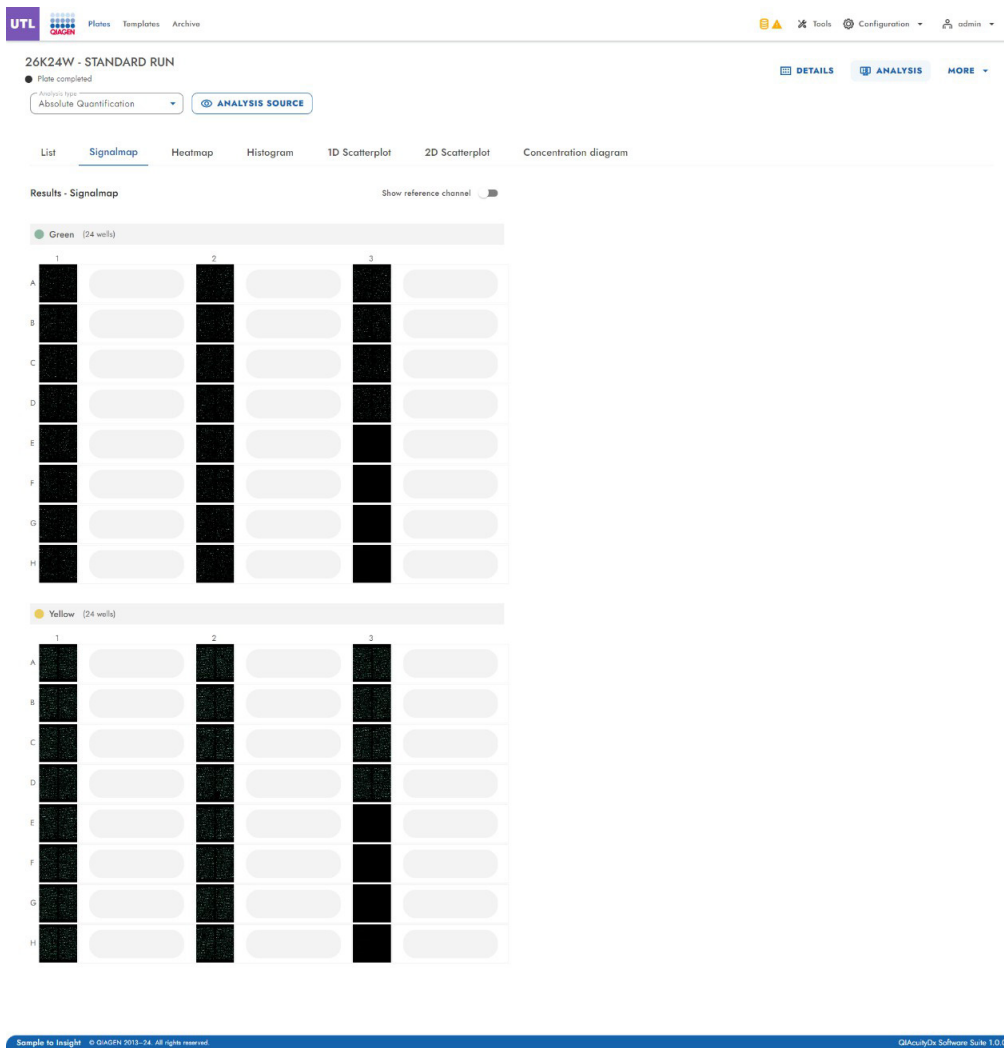 UTL QIAGEN Plates Templates Archive Tools Configuration admin
26K24W - STANDARD RUN
DETAILS ANALYSIS MORE
Plate completed
Analysis type
Absolute Quantification ANALYSIS SOURCE
List Signalmap Heatmap Histogram 1D Scatterplot 2D Scatterplot Concentration diagram
Results - Signalmap Show reference channel
Green (24 wells)
1 2 3
A
B
C
D
E
F
G
H
Yellow (24 wells)
1 2 3
A
B
C
D
E
F
G
H
Sample to Insight © QIAGEN 2013–24. All rights reserved. QIAcuityDx Software Suite 1.0.0